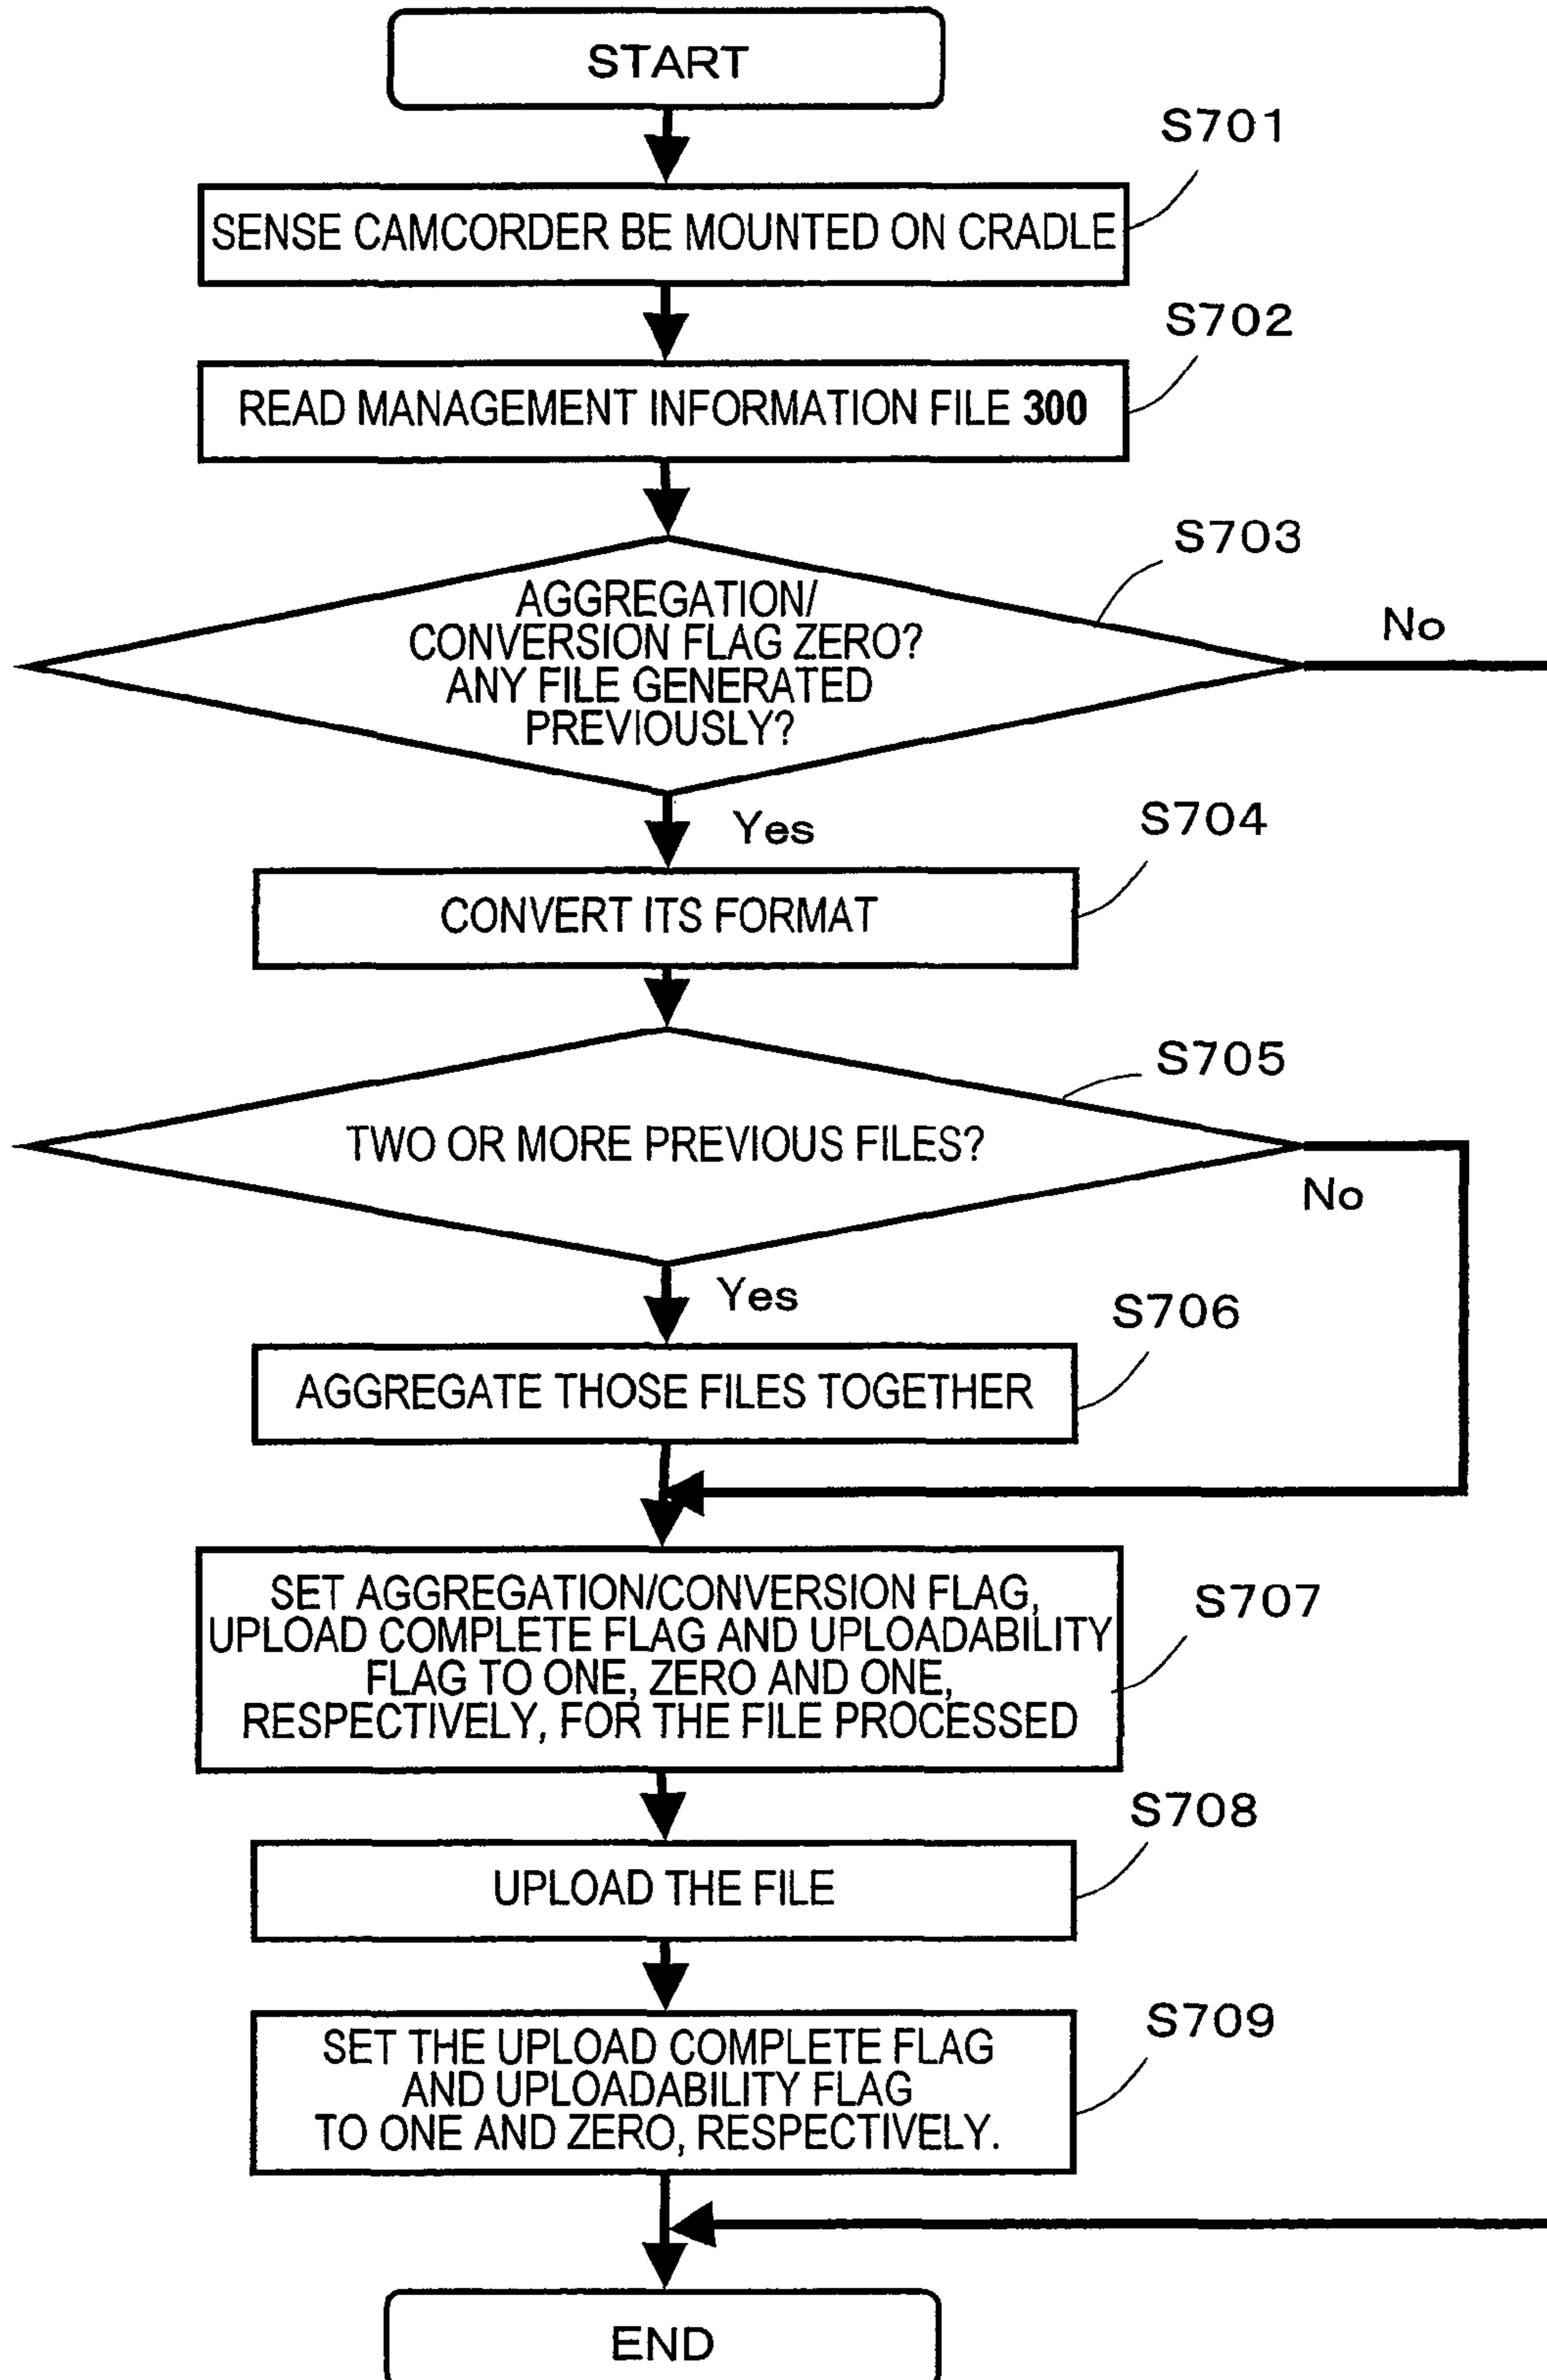 START
S701
SENSE CAMCORDER BE MOUNTED ON CRADLE
S702
READ MANAGEMENT INFORMATION FILE 300
S703
AGGREGATION/
CONVERSION FLAG ZERO?
ANY FILE GENERATED
PREVIOUSLY?
No
Yes
S704
CONVERT ITS FORMAT
S705
TWO OR MORE PREVIOUS FILES?
No
Yes
S706
AGGREGATE THOSE FILES TOGETHER
S707
SET AGGREGATION/CONVERSION FLAG,
UPLOAD COMPLETE FLAG AND UPLOADABILITY
FLAG TO ONE, ZERO AND ONE,
RESPECTIVELY, FOR THE FILE PROCESSED
S708
UPLOAD THE FILE
S709
SET THE UPLOAD COMPLETE FLAG
AND UPLOADABILITY FLAG
TO ONE AND ZERO, RESPECTIVELY.
END